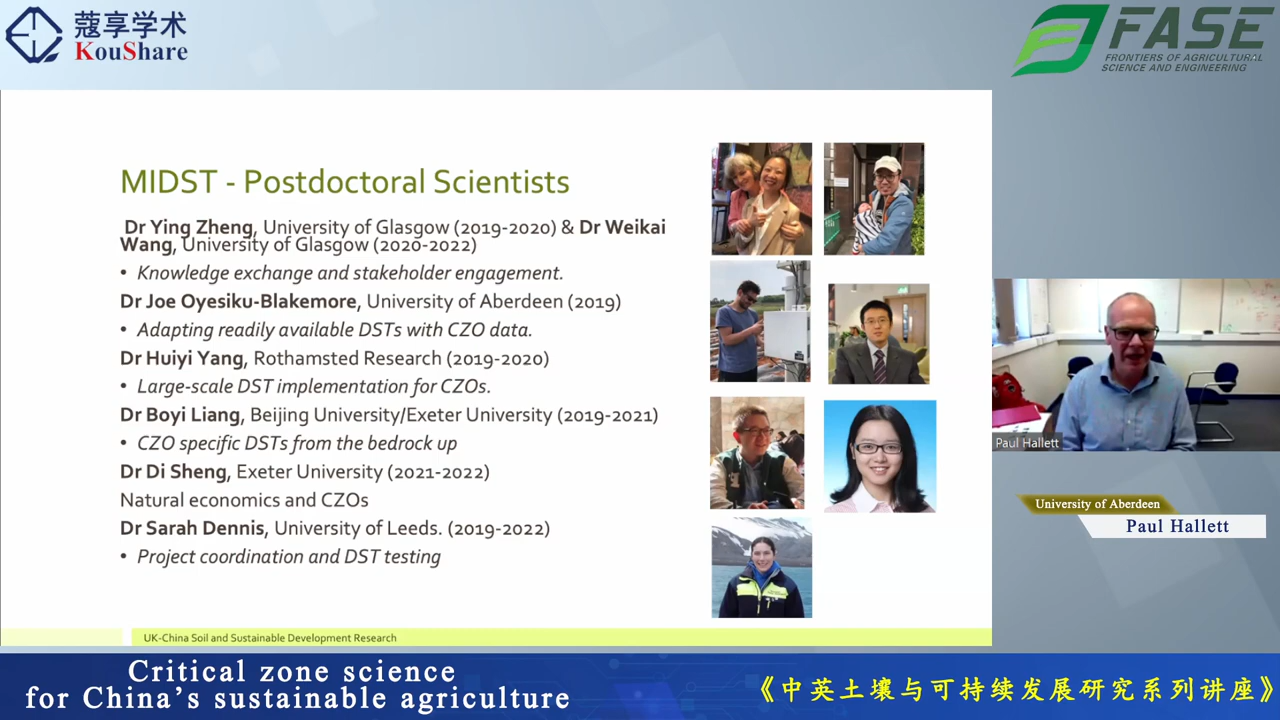 蔻享学术
KouShare
FASE
FRONTIERS OF AGRICULTURAL
SCIENCE AND ENGINEERING
MIDST - Postdoctoral Scientists
Dr Ying Zheng, University of Glasgow (2019-2020) & Dr Weikai
Wang, University of Glasgow (2020-2022)
• Knowledge exchange and stakeholder engagement.
Dr Joe Oyesiku-Blakemore, University of Aberdeen (2019)
• Adapting readily available DSTs with CZO data.
Dr Huiyi Yang, Rothamsted Research (2019-2020)
• Large-scale DST implementation for CZOs.
Dr Boyi Liang, Beijing University/Exeter University (2019-2021)
• CZO specific DSTs from the bedrock up
Dr Di Sheng, Exeter University (2021-2022)
Natural economics and CZOs
Dr Sarah Dennis, University of Leeds. (2019-2022)
• Project coordination and DST testing
UK-China Soil and Sustainable Development Research
Paul Hallett
University of Aberdeen
Paul Hallett
Critical zone science
for China's sustainable agriculture
《中英土壤与可持续发展研究系列讲座》